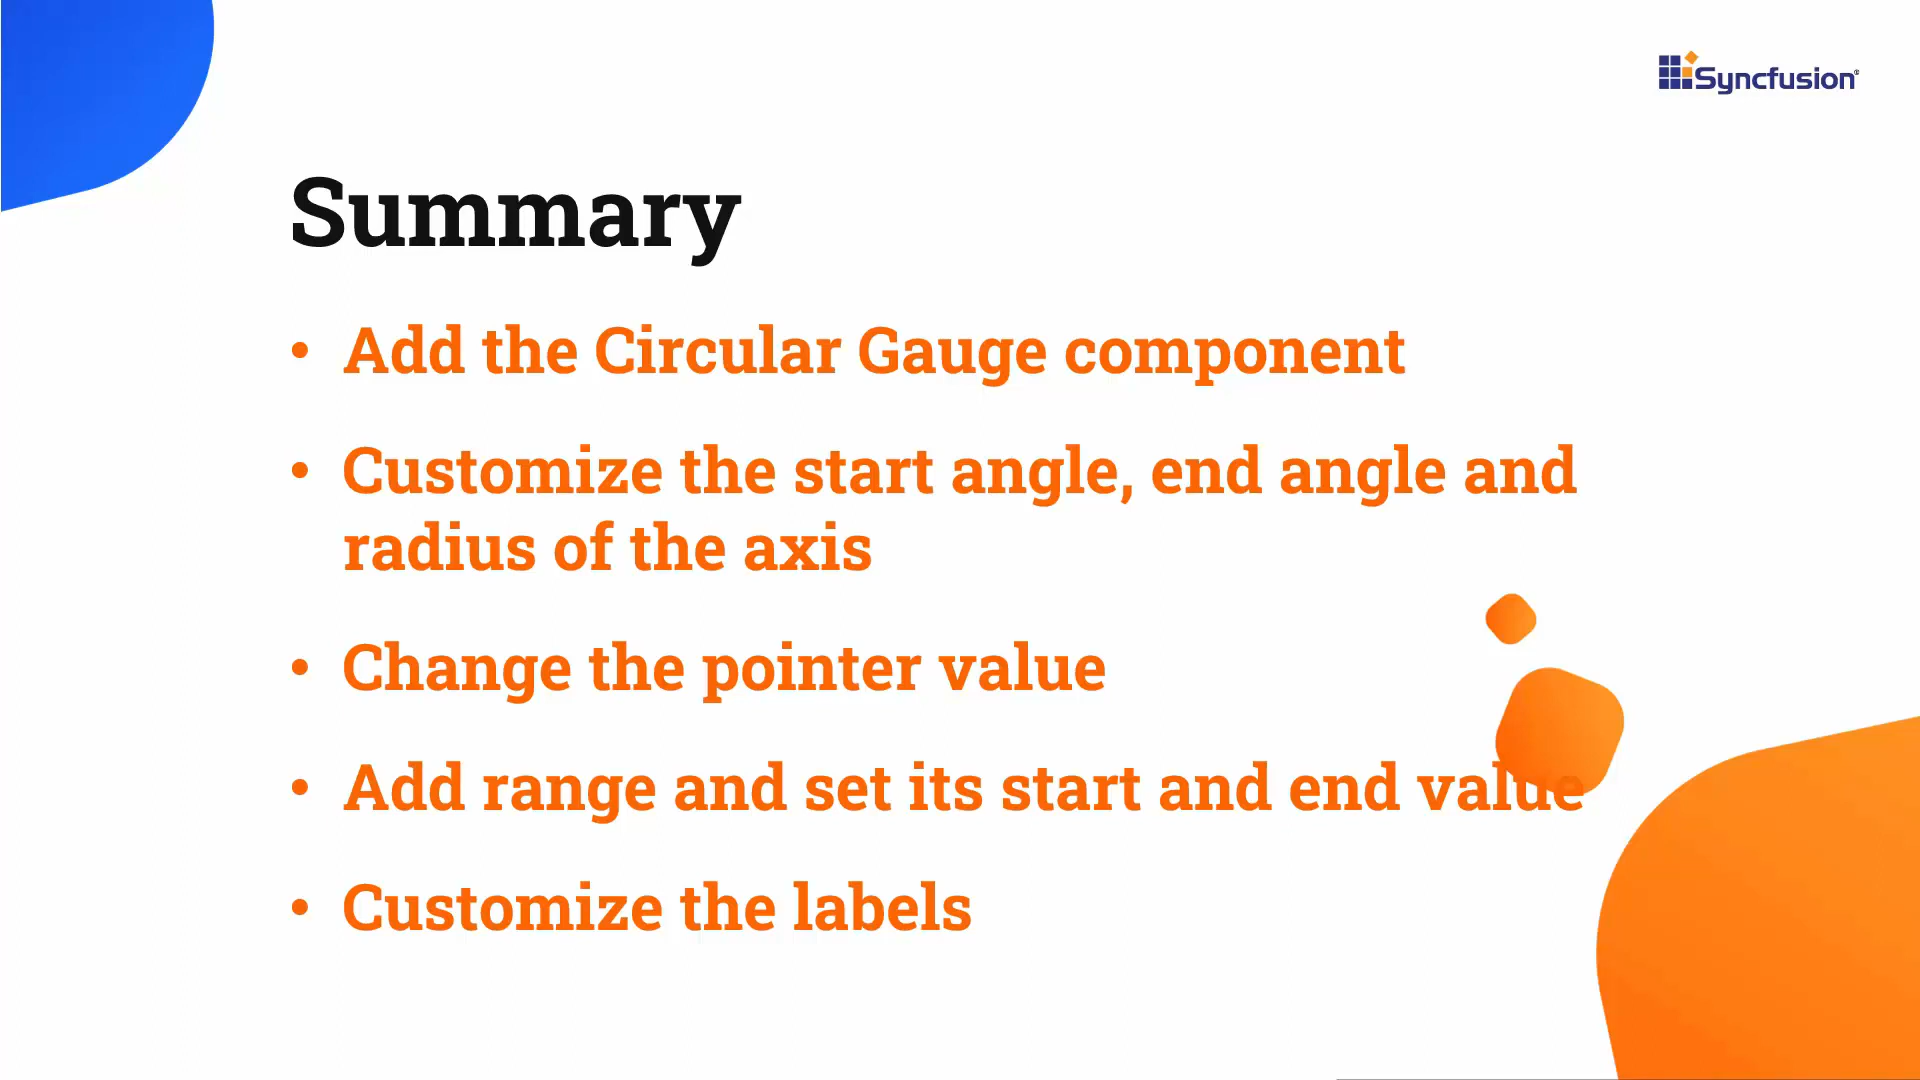 Syncfusion®
Summary
• Add the Circular Gauge component
• Customize the start angle, end angle and
radius of the axis
• Change the pointer value
• Add range and set its start and end value
• Customize the labels